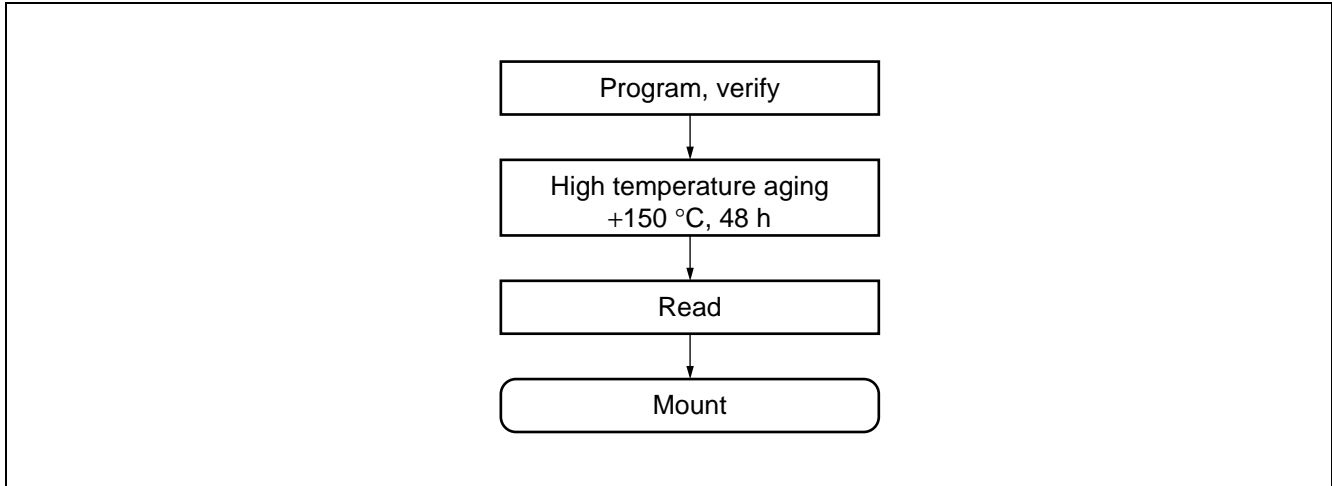 Program, verify
High temperature aging
+150 °C, 48 h
Read
Mount